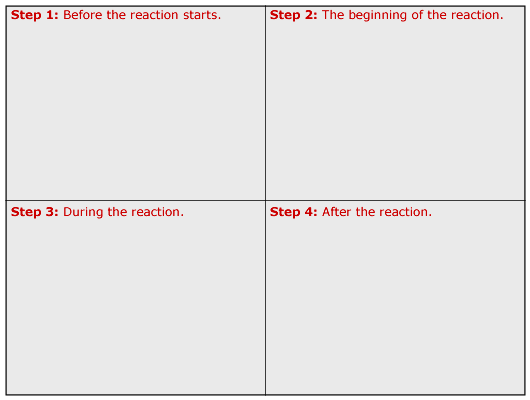 Step 1: Before the reaction starts.
Step 2: The beginning of the reaction.
Step 3: During the reaction.
Step 4: After the reaction.